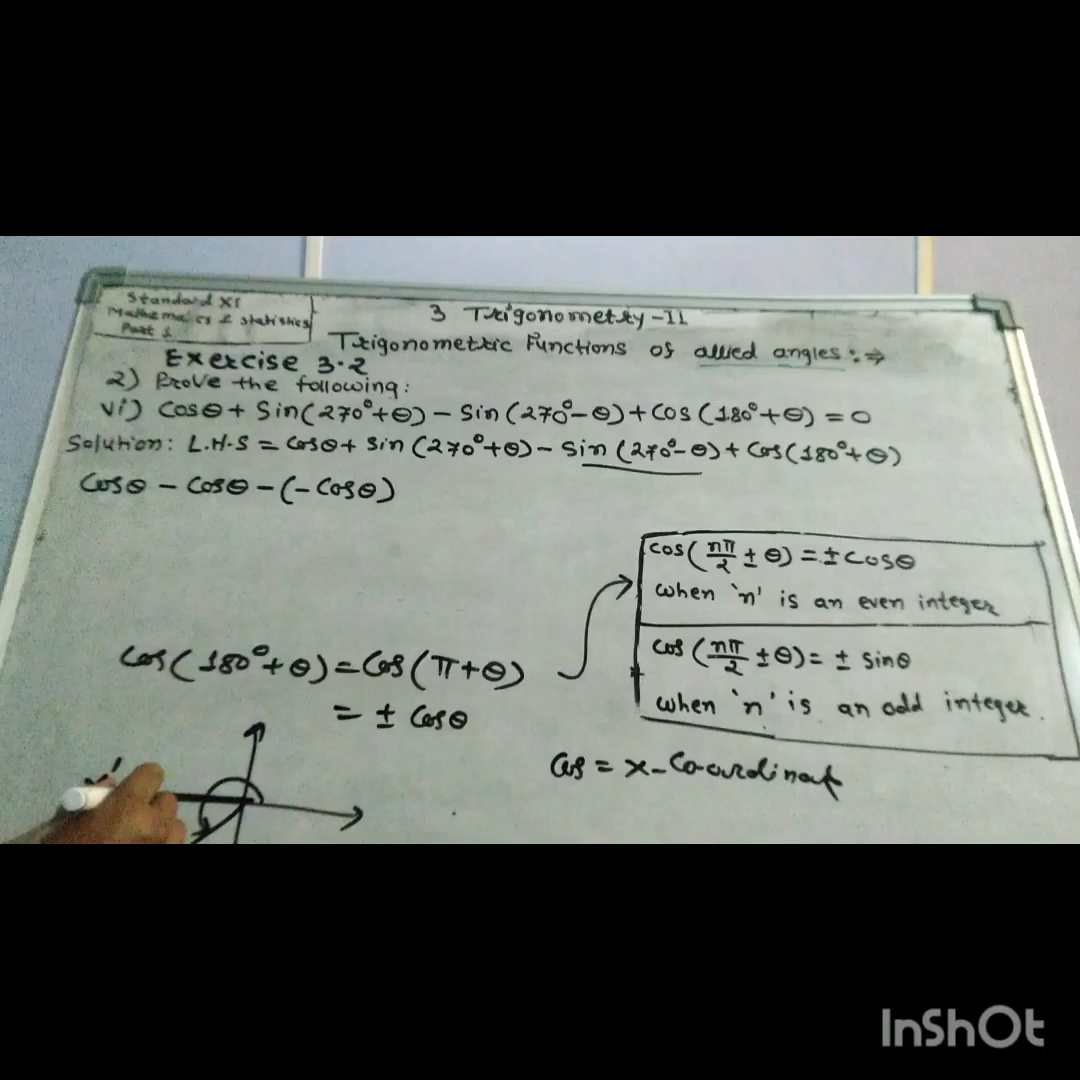 Standard XI
Mathematics & Statistics
Part 1
3 Trigonometry-II
Trigonometric Functions of allied angles :⇒
Exercise 3.2
2) Prove the following:
vi) Cosθ + Sin(270°+θ) - Sin(270°-θ) + Cos(180°+θ) = 0
Solution: L.H.S = Cosθ + Sin(270°+θ) - Sin(270°-θ) + Cos(180°+θ)
Cosθ - Cosθ - (-Cosθ)
cos(nπ/2 ± θ) = ± cosθ
when 'n' is an even integer
cos(nπ/2 ± θ) = ± sinθ
when 'n' is an odd integer.
Cos(180°+θ) = Cos(π+θ)
= ± Cosθ
Cos = x-Co-ordinate
x'
InShOt